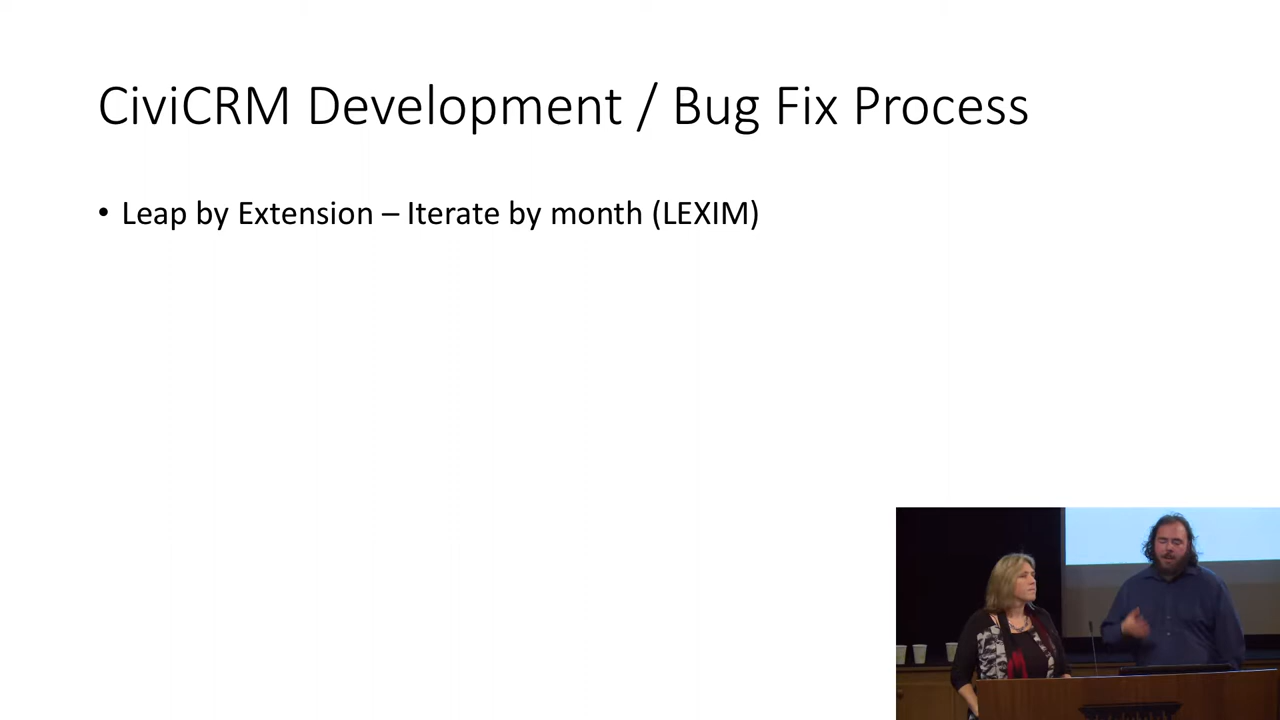 CiviCRM Development / Bug Fix Process
• Leap by Extension – Iterate by month (LEXIM)